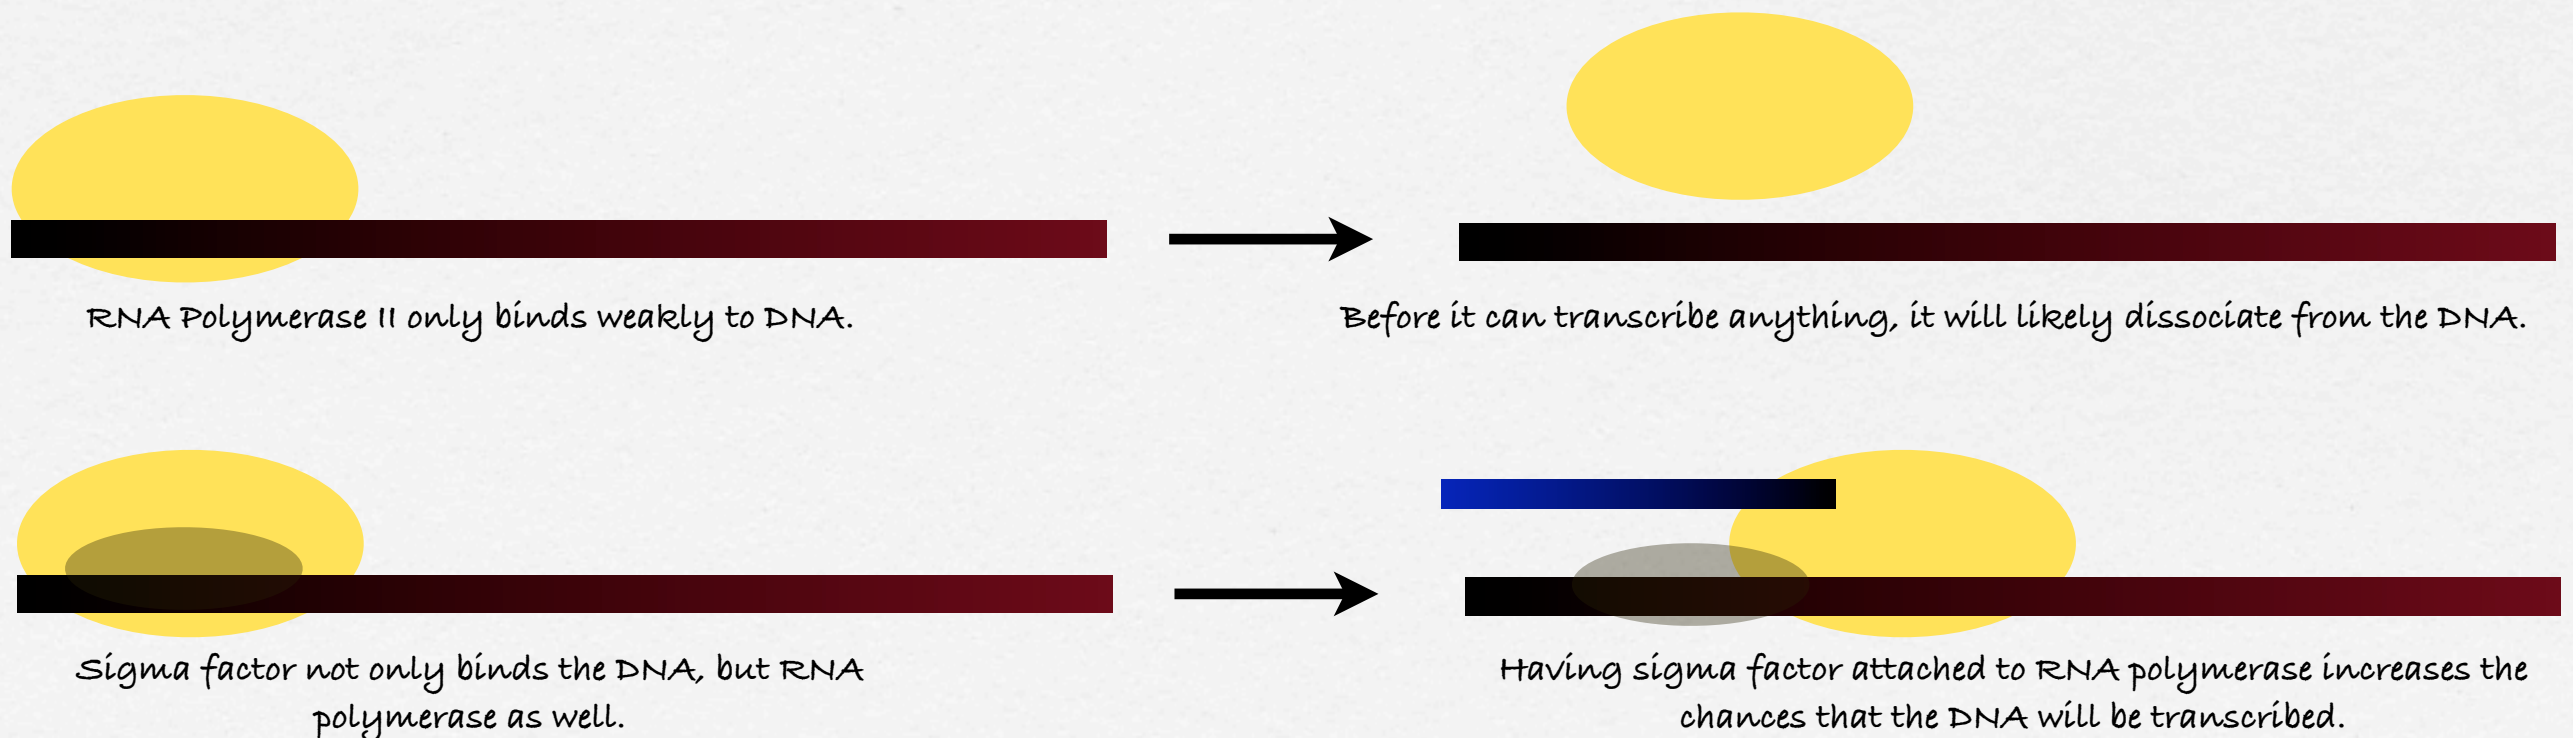 RNA Polymerase II only binds weakly to DNA.
Before it can transcribe anything, it will likely dissociate from the DNA.
Sigma factor not only binds the DNA, but RNA
polymerase as well.
Having sigma factor attached to RNA polymerase increases the
chances that the DNA will be transcribed.